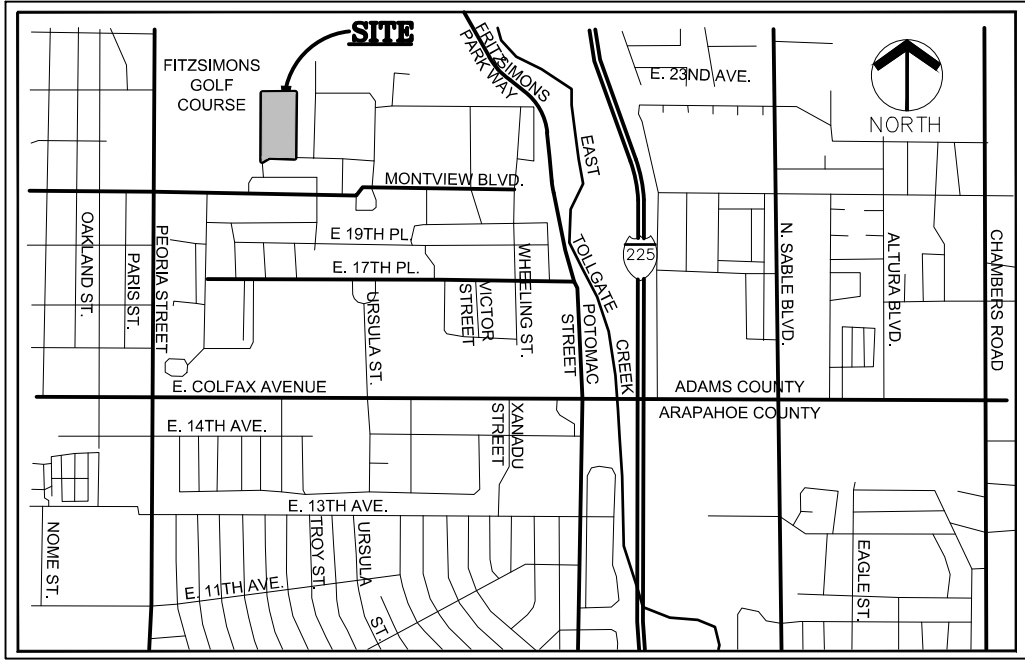 SITE
FRITZSIMONS
PARK WAY
FITZSIMONS
GOLF
COURSE
E. 23ND AVE.
NORTH
EAST
TOLLGATE
CREEK
MONTVIEW BLVD.
OAKLAND ST.
PARIS ST.
PEORIA STREET
E 19TH PL.
E. 17TH PL.
WHEELING ST.
225
N. SABLE BLVD.
ALTURA BLVD.
CHAMBERS ROAD
URSULA ST.
VICTOR
STREET
POTOMAC
STREET
E. COLFAX AVENUE
ADAMS COUNTY
ARAPAHOE COUNTY
E. 14TH AVE.
XANADU
STREET
E. 13TH AVE.
NOME ST.
TROY ST.
URSULA
ST.
E. 11TH AVE.
EAGLE ST.